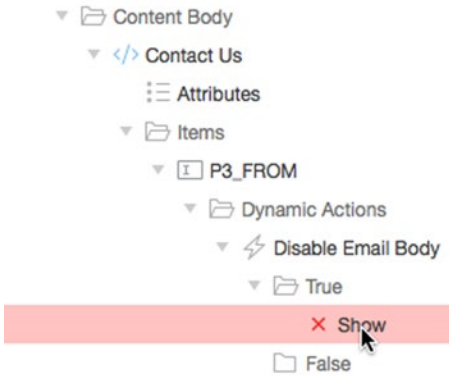 Content Body
</> Contact Us
Attributes
Items
P3_FROM
Dynamic Actions
Disable Email Body
True
Show
False